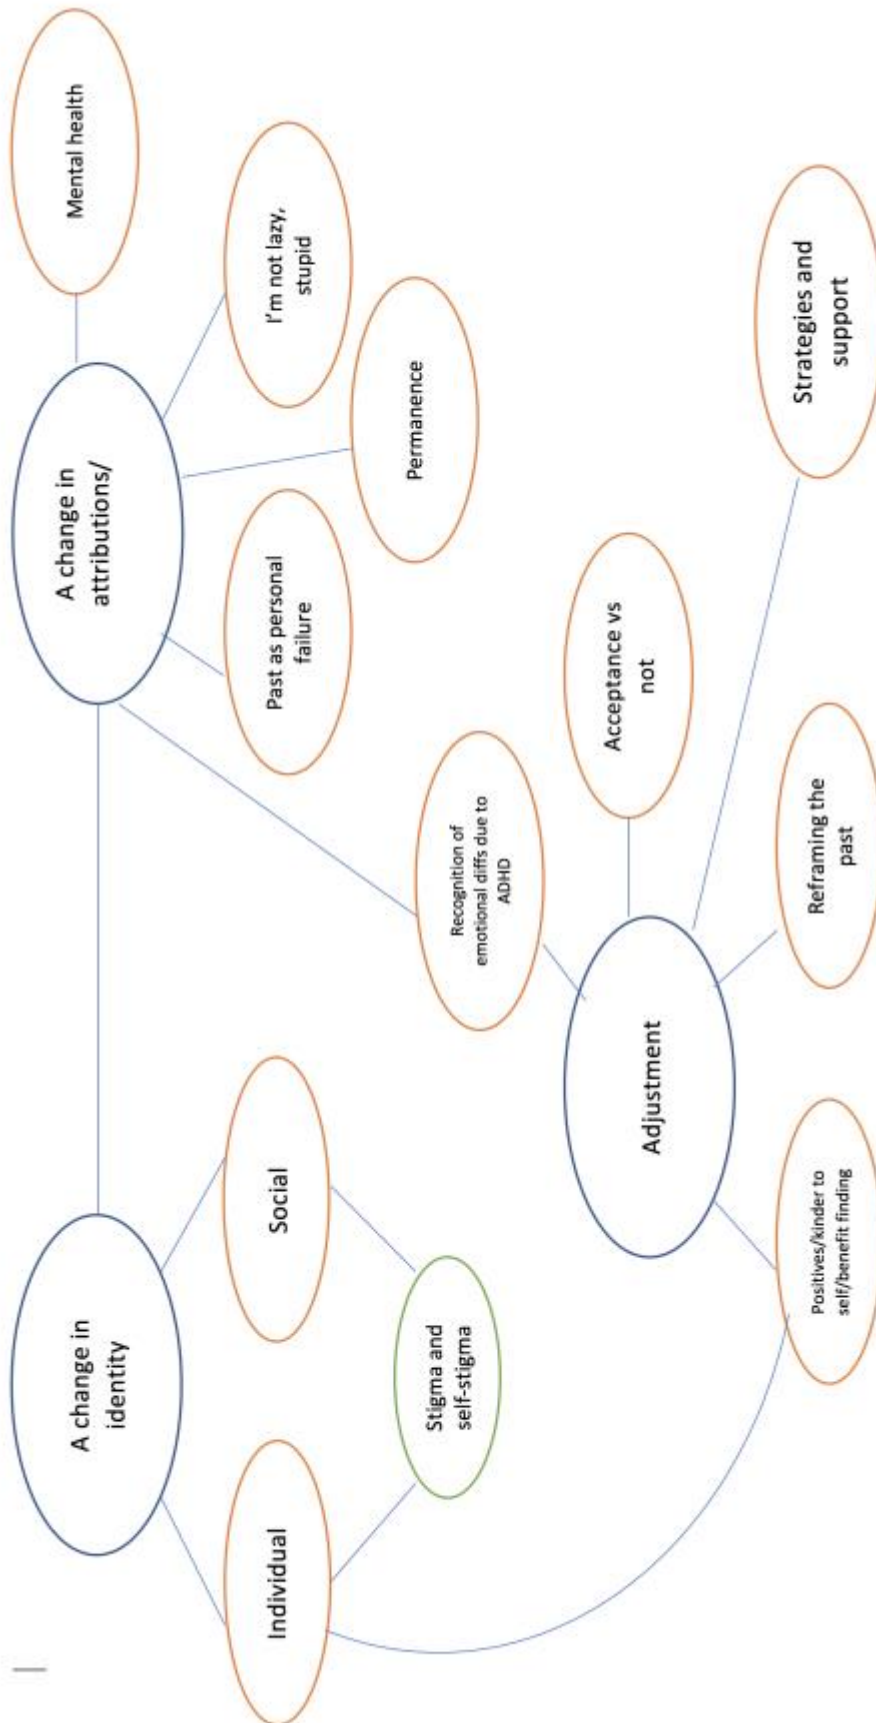 A change in
identity
A change in
attributions/
Mental health
Individual
Social
Past as personal
failure
I'm not lazy,
stupid
Permanence
Stigma and
self-stigma
Recognition of
emotional diffs due to
ADHD
Adjustment
Acceptance vs
not
Positives/kinder to
self/benefit finding
Reframing the
past
Strategies and
support